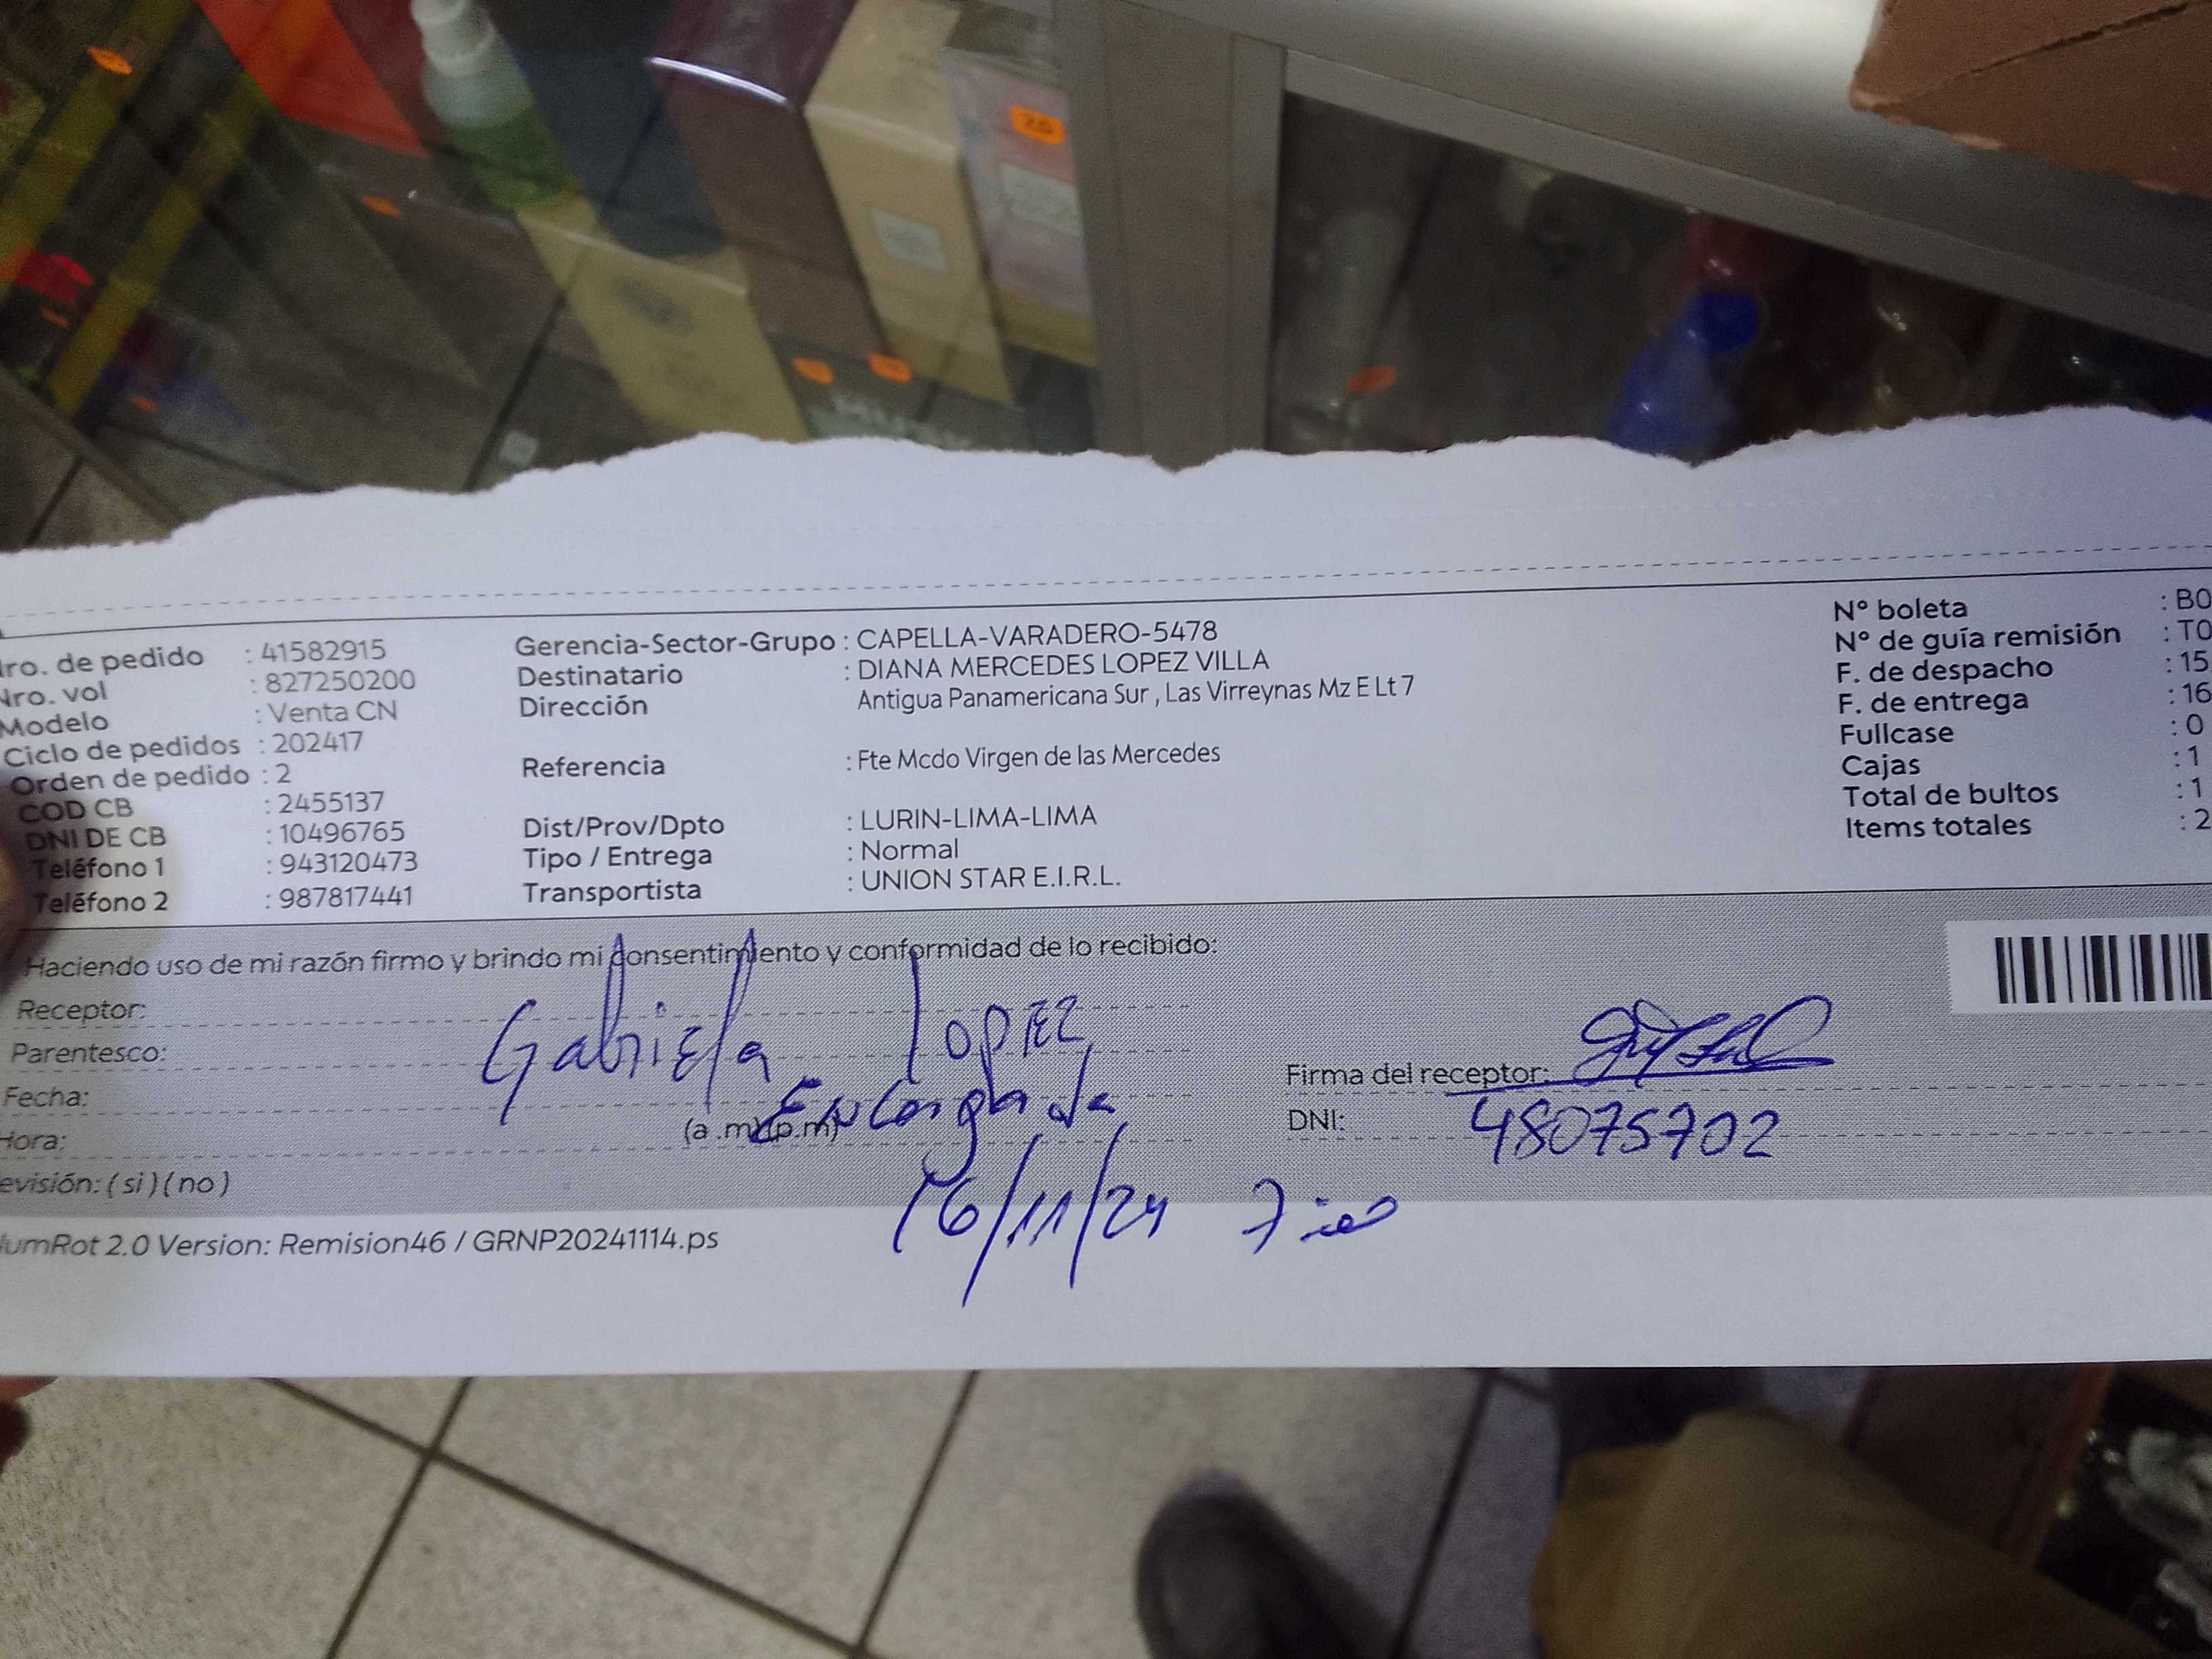 ro. de pedido : 41582915
Nro. vol : 827250200
Modelo : Venta CN
Ciclo de pedidos : 202417
Orden de pedido : 2
COD CB : 2455137
DNI DE CB : 10496765
Teléfono 1 : 943120473
Teléfono 2 : 987817441
Gerencia-Sector-Grupo : CAPELLA-VARADERO-5478
Destinatario : DIANA MERCEDES LOPEZ VILLA
Dirección Antigua Panamericana Sur , Las Virreynas Mz E Lt 7
Referencia : Fte Mcdo Virgen de las Mercedes
Dist/Prov/Dpto : LURIN-LIMA-LIMA
Tipo / Entrega : Normal
Transportista : UNION STAR E.I.R.L.
N° boleta : B0
N° de guía remisión : T0
F. de despacho : 15
F. de entrega : 16
Fullcase : 0
Cajas : 1
Total de bultos : 1
Items totales : 2
Haciendo uso de mi razón firmo y brindo mi consentimiento y conformidad de lo recibido:
Receptor: Gabriela lopez
Parentesco: Encargada
Fecha: 16/11/24
Hora: (a .m)(p.m)
evisión: ( si ) ( no )
Firma del receptor:
DNI: 48075702
umRot 2.0 Version: Remision46 / GRNP20241114.ps
20